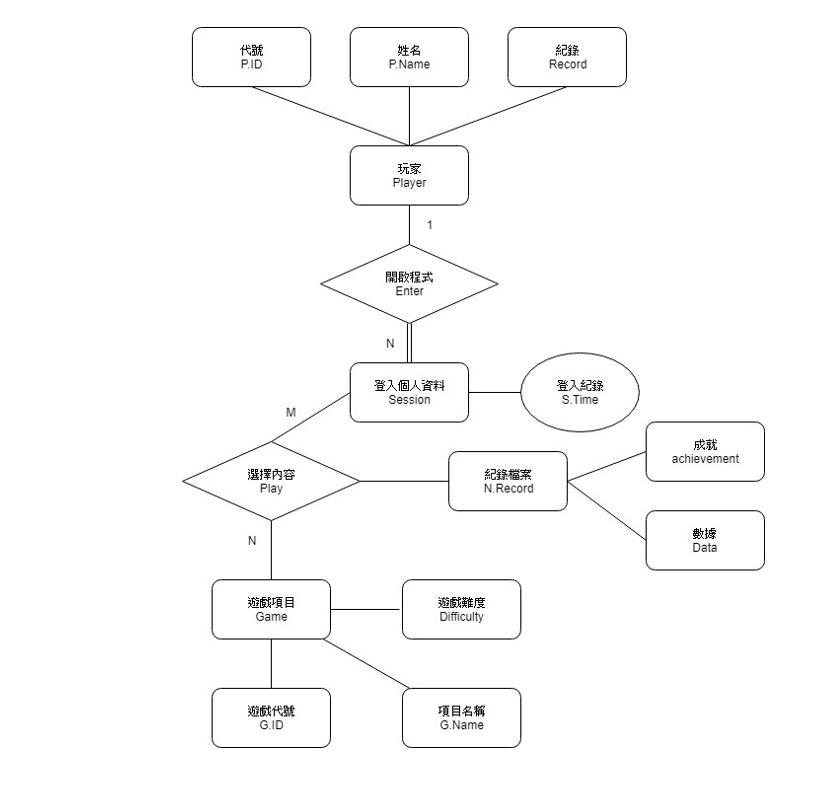 代號
P.ID
姓名
P.Name
紀錄
Record
玩家
Player
1
開啟程式
Enter
N
登入個人資料
Session
登入紀錄
S.Time
M
成就
achievement
選擇內容
Play
紀錄檔案
N.Record
數據
Data
N
遊戲項目
Game
遊戲難度
Difficulty
遊戲代號
G.ID
項目名稱
G.Name